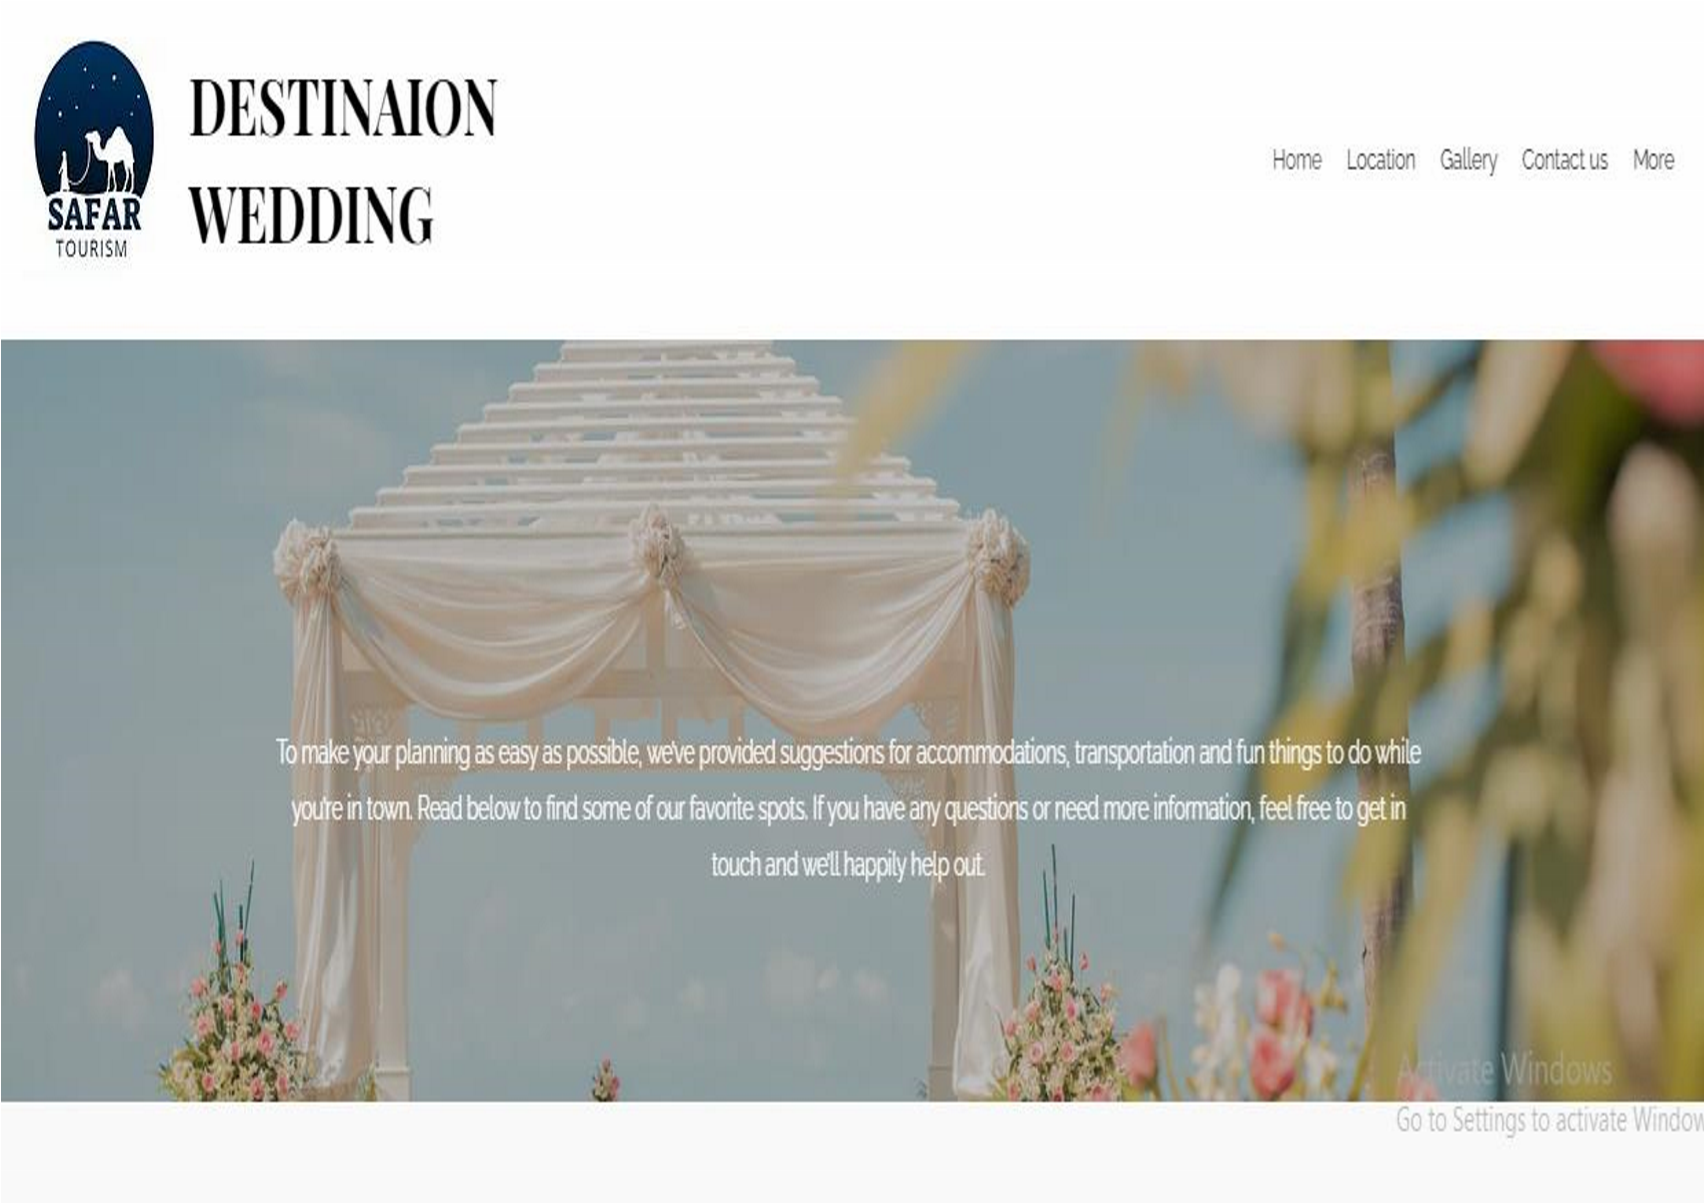 SAFAR
TOURISM
DESTINAION
WEDDING
Home Location Gallery Contact us More
To make your planning as easy as possible, we've provided suggestions for accommodations, transportation and fun things to do while
you're in town. Read below to find some of our favorite spots. If you have any questions or need more information, feel free to get in
touch and we'll happily help out.
Activate Windows
Go to Settings to activate Window